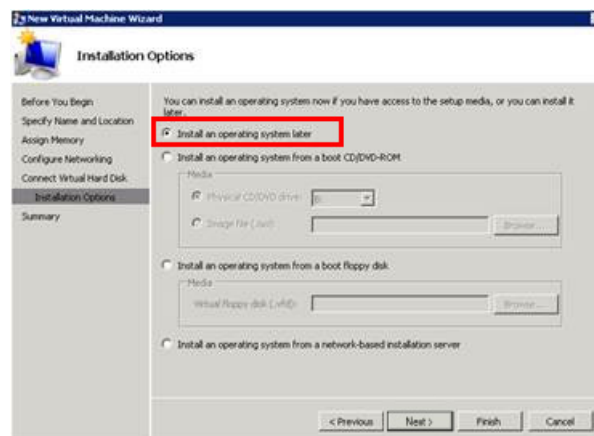 New Virtual Machine Wizard
Installation Options
Before You Begin
Specify Name and Location
Assign Memory
Configure Networking
Connect Virtual Hard Disk
Installation Options
Summary
You can install an operating system now if you have access to the setup media, or you can install it
later.
Install an operating system later
Install an operating system from a boot CD/DVD-ROM
Media
Physical CD/DVD drive:
Image file (.iso):
Browse...
Install an operating system from a boot floppy disk
Media
Virtual floppy disk (.vfd):
Browse...
Install an operating system from a network-based installation server
< Previous
Next >
Finish
Cancel